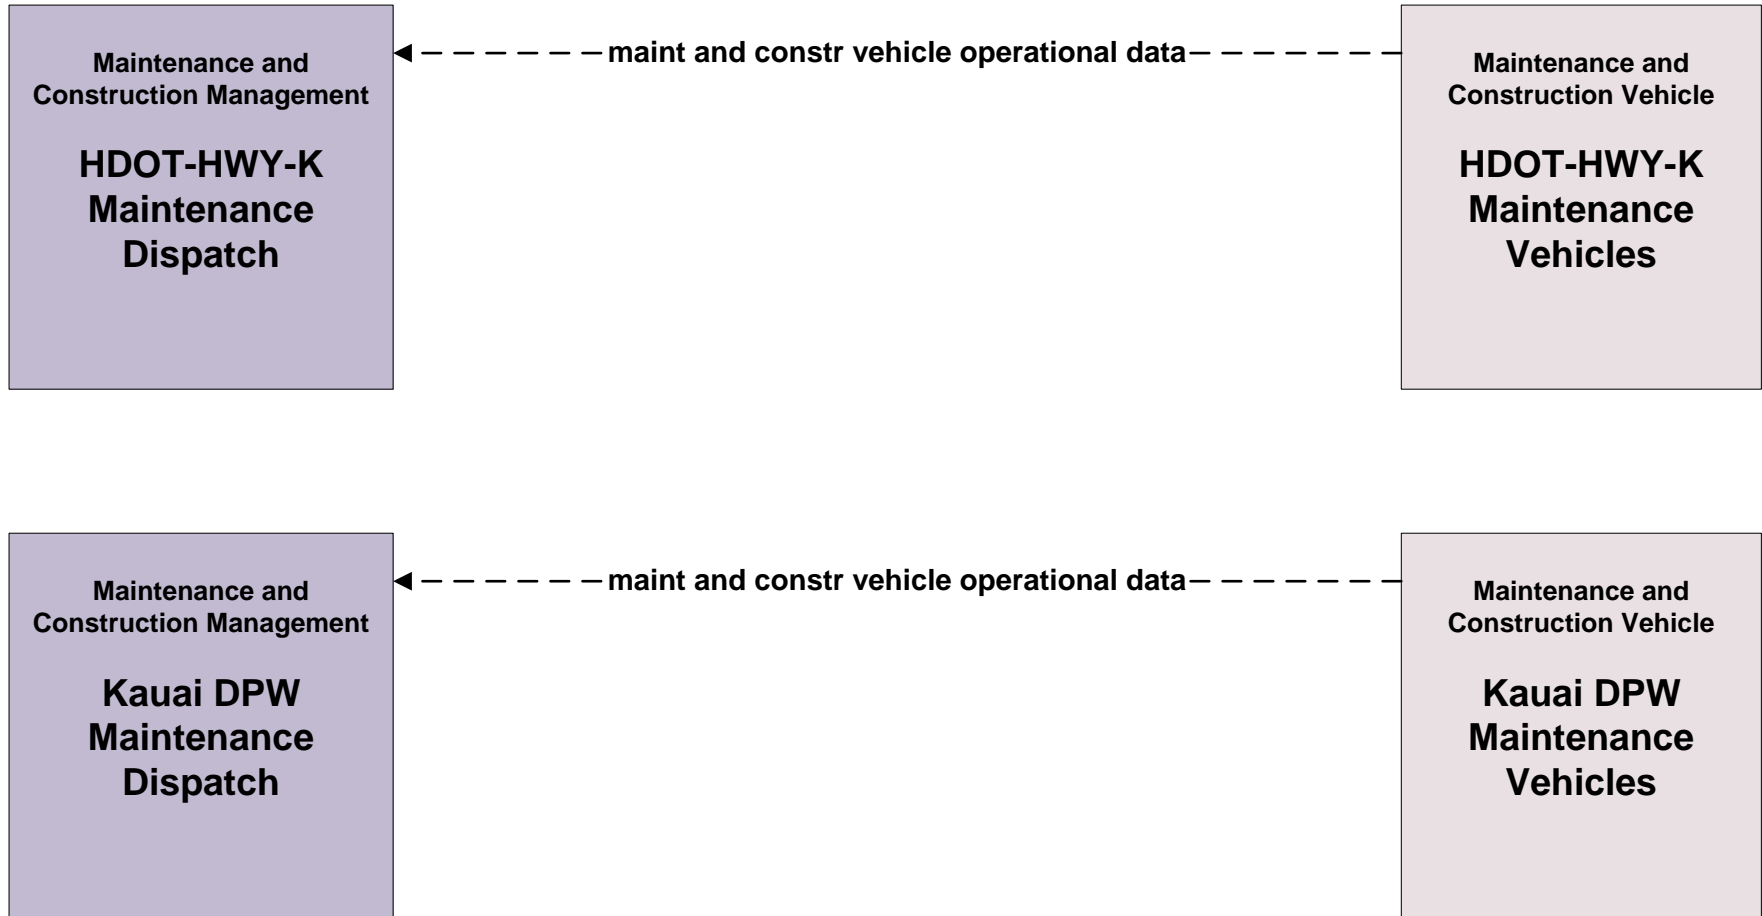 Maintenance and
Construction Management
HDOT-HWY-K
Maintenance
Dispatch
maint and constr vehicle operational data
Maintenance and
Construction Vehicle
HDOT-HWY-K
Maintenance
Vehicles
Maintenance and
Construction Management
Kauai DPW
Maintenance
Dispatch
maint and constr vehicle operational data
Maintenance and
Construction Vehicle
Kauai DPW
Maintenance
Vehicles